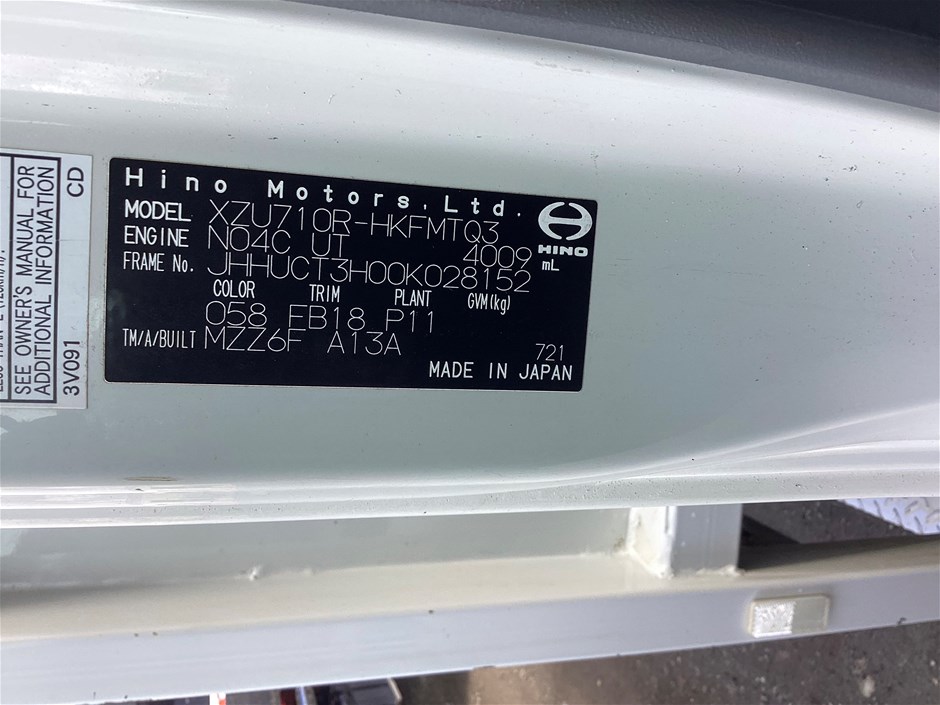 Hino Motors,Ltd.
MODEL XZU710R-HKFMTQ3
ENGINE N04C UT 4009 mL
HINO
FRAME No. JHHUCT3H00K028152
COLOR TRIM PLANT GVM(kg)
058 FB18 P11
TM/A/BUILT MZZ6F A13A
721
MADE IN JAPAN
SEE OWNER'S MANUAL FOR
ADDITIONAL INFORMATION
3V091 CD